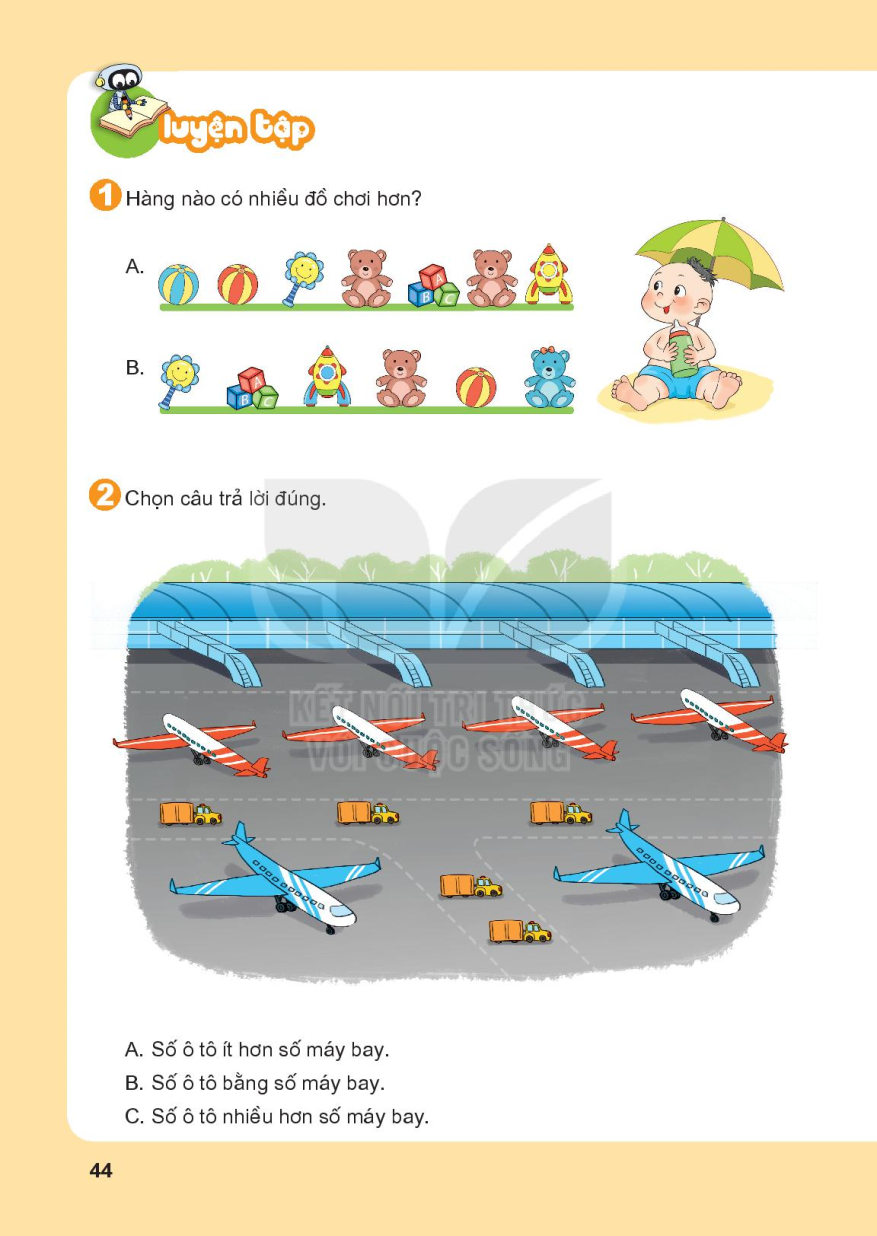 luyện tập
1 Hàng nào có nhiều đồ chơi hơn?
A.
A
B C
B.
A
B C
2 Chọn câu trả lời đúng.
KẾT NỐI TRI THỨC
VỚI CUỘC SỐNG
A. Số ô tô ít hơn số máy bay.
B. Số ô tô bằng số máy bay.
C. Số ô tô nhiều hơn số máy bay.
44